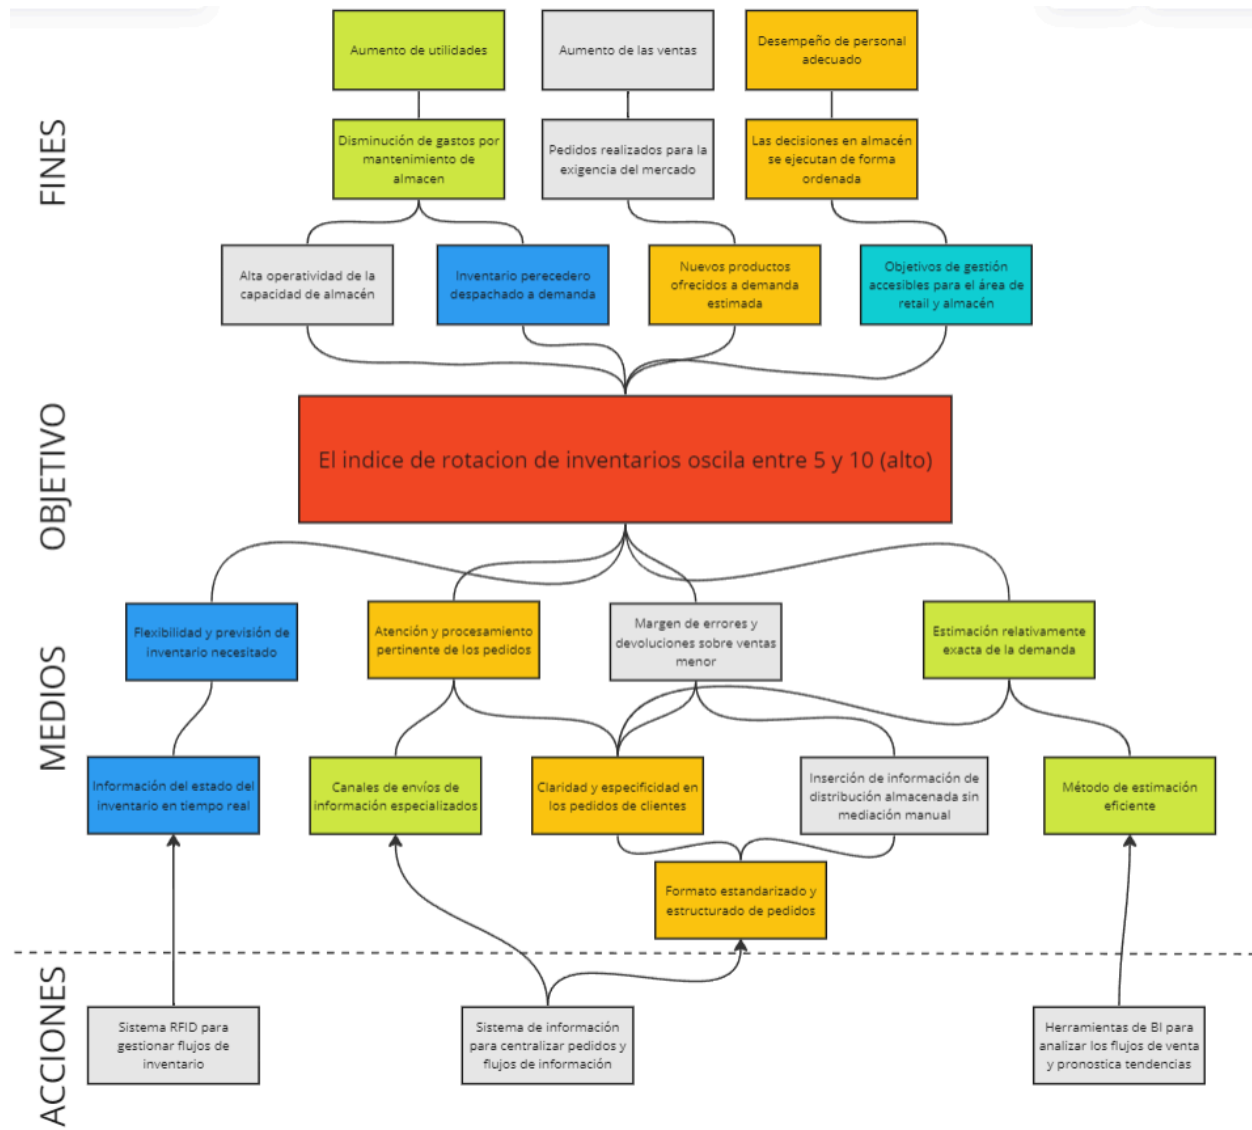 FINES
Aumento de utilidades
Aumento de las ventas
Desempeño de personal
adecuado
Disminución de gastos por
mantenimiento de
almacen
Pedidos realizados para la
exigencia del mercado
Las decisiones en almacén
se ejecutan de forma
ordenada
Alta operatividad de la
capacidad de almacén
Inventario perecedero
despachado a demanda
Nuevos productos
ofrecidos a demanda
estimada
Objetivos de gestión
accesibles para el área de
retail y almacén
OBJETIVO
El indice de rotacion de inventarios oscila entre 5 y 10 (alto)
MEDIOS
Flexibilidad y previsión de
inventario necesitado
Atención y procesamiento
pertinente de los pedidos
Margen de errores y
devoluciones sobre ventas
menor
Estimación relativamente
exacta de la demanda
Información del estado del
inventario en tiempo real
Canales de envíos de
información especializados
Claridad y especificidad en
los pedidos de clientes
Inserción de información de
distribución almacenada sin
mediación manual
Método de estimación
eficiente
Formato estandarizado y
estructurado de pedidos
ACCIONES
Sistema RFID para
gestionar flujos de
inventario
Sistema de información
para centralizar pedidos y
flujos de información
Herramientas de BI para
analizar los flujos de venta
y pronostica tendencias